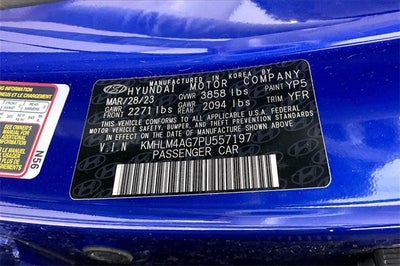 MANUFACTURED IN KOREA BY
HYUNDAI MOTOR COMPANY
MAR/28/23 GVWR 3858 lbs PAINT YP5
GAWR FRONT 2271 lbs GAWR REAR 2094 lbs TRIM YFR
THIS VEHICLE CONFORMS TO ALL APPLICABLE
U.S. FEDERAL MOTOR VEHICLE SAFETY,
BUMPER, AND THEFT PREVENTION STANDARDS
IN EFFECT ON THE DATE OF MANUFACTURE SHOWN ABOVE.
V.I.N KMHLM4AG7PU557197
PASSENGER CAR
N56